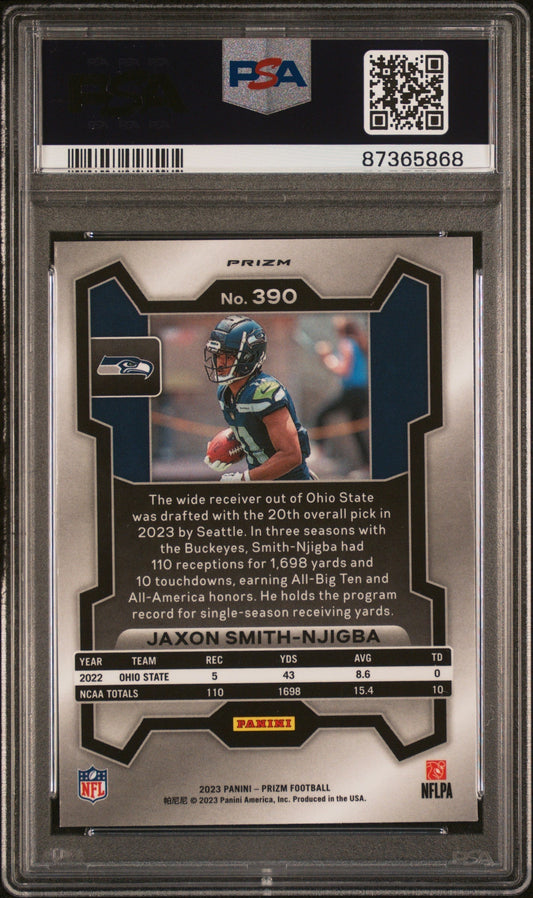 PSA
PSA
87365868
PRIZM
No. 390
The wide receiver out of Ohio State
was drafted with the 20th overall pick in
2023 by Seattle. In three seasons with
the Buckeyes, Smith-Njigba had
110 receptions for 1,698 yards and
10 touchdowns, earning All-Big Ten and
All-America honors. He holds the program
record for single-season receiving yards.
JAXON SMITH-NJIGBA
YEAR TEAM REC YDS AVG TD
2022 OHIO STATE 5 43 8.6 0
NCAA TOTALS 110 1698 15.4 10
PANINI
NFL
NFLPA
2023 PANINI – PRIZM FOOTBALL
帕尼尼 © 2023 Panini America, Inc. Produced in the USA.
PSA